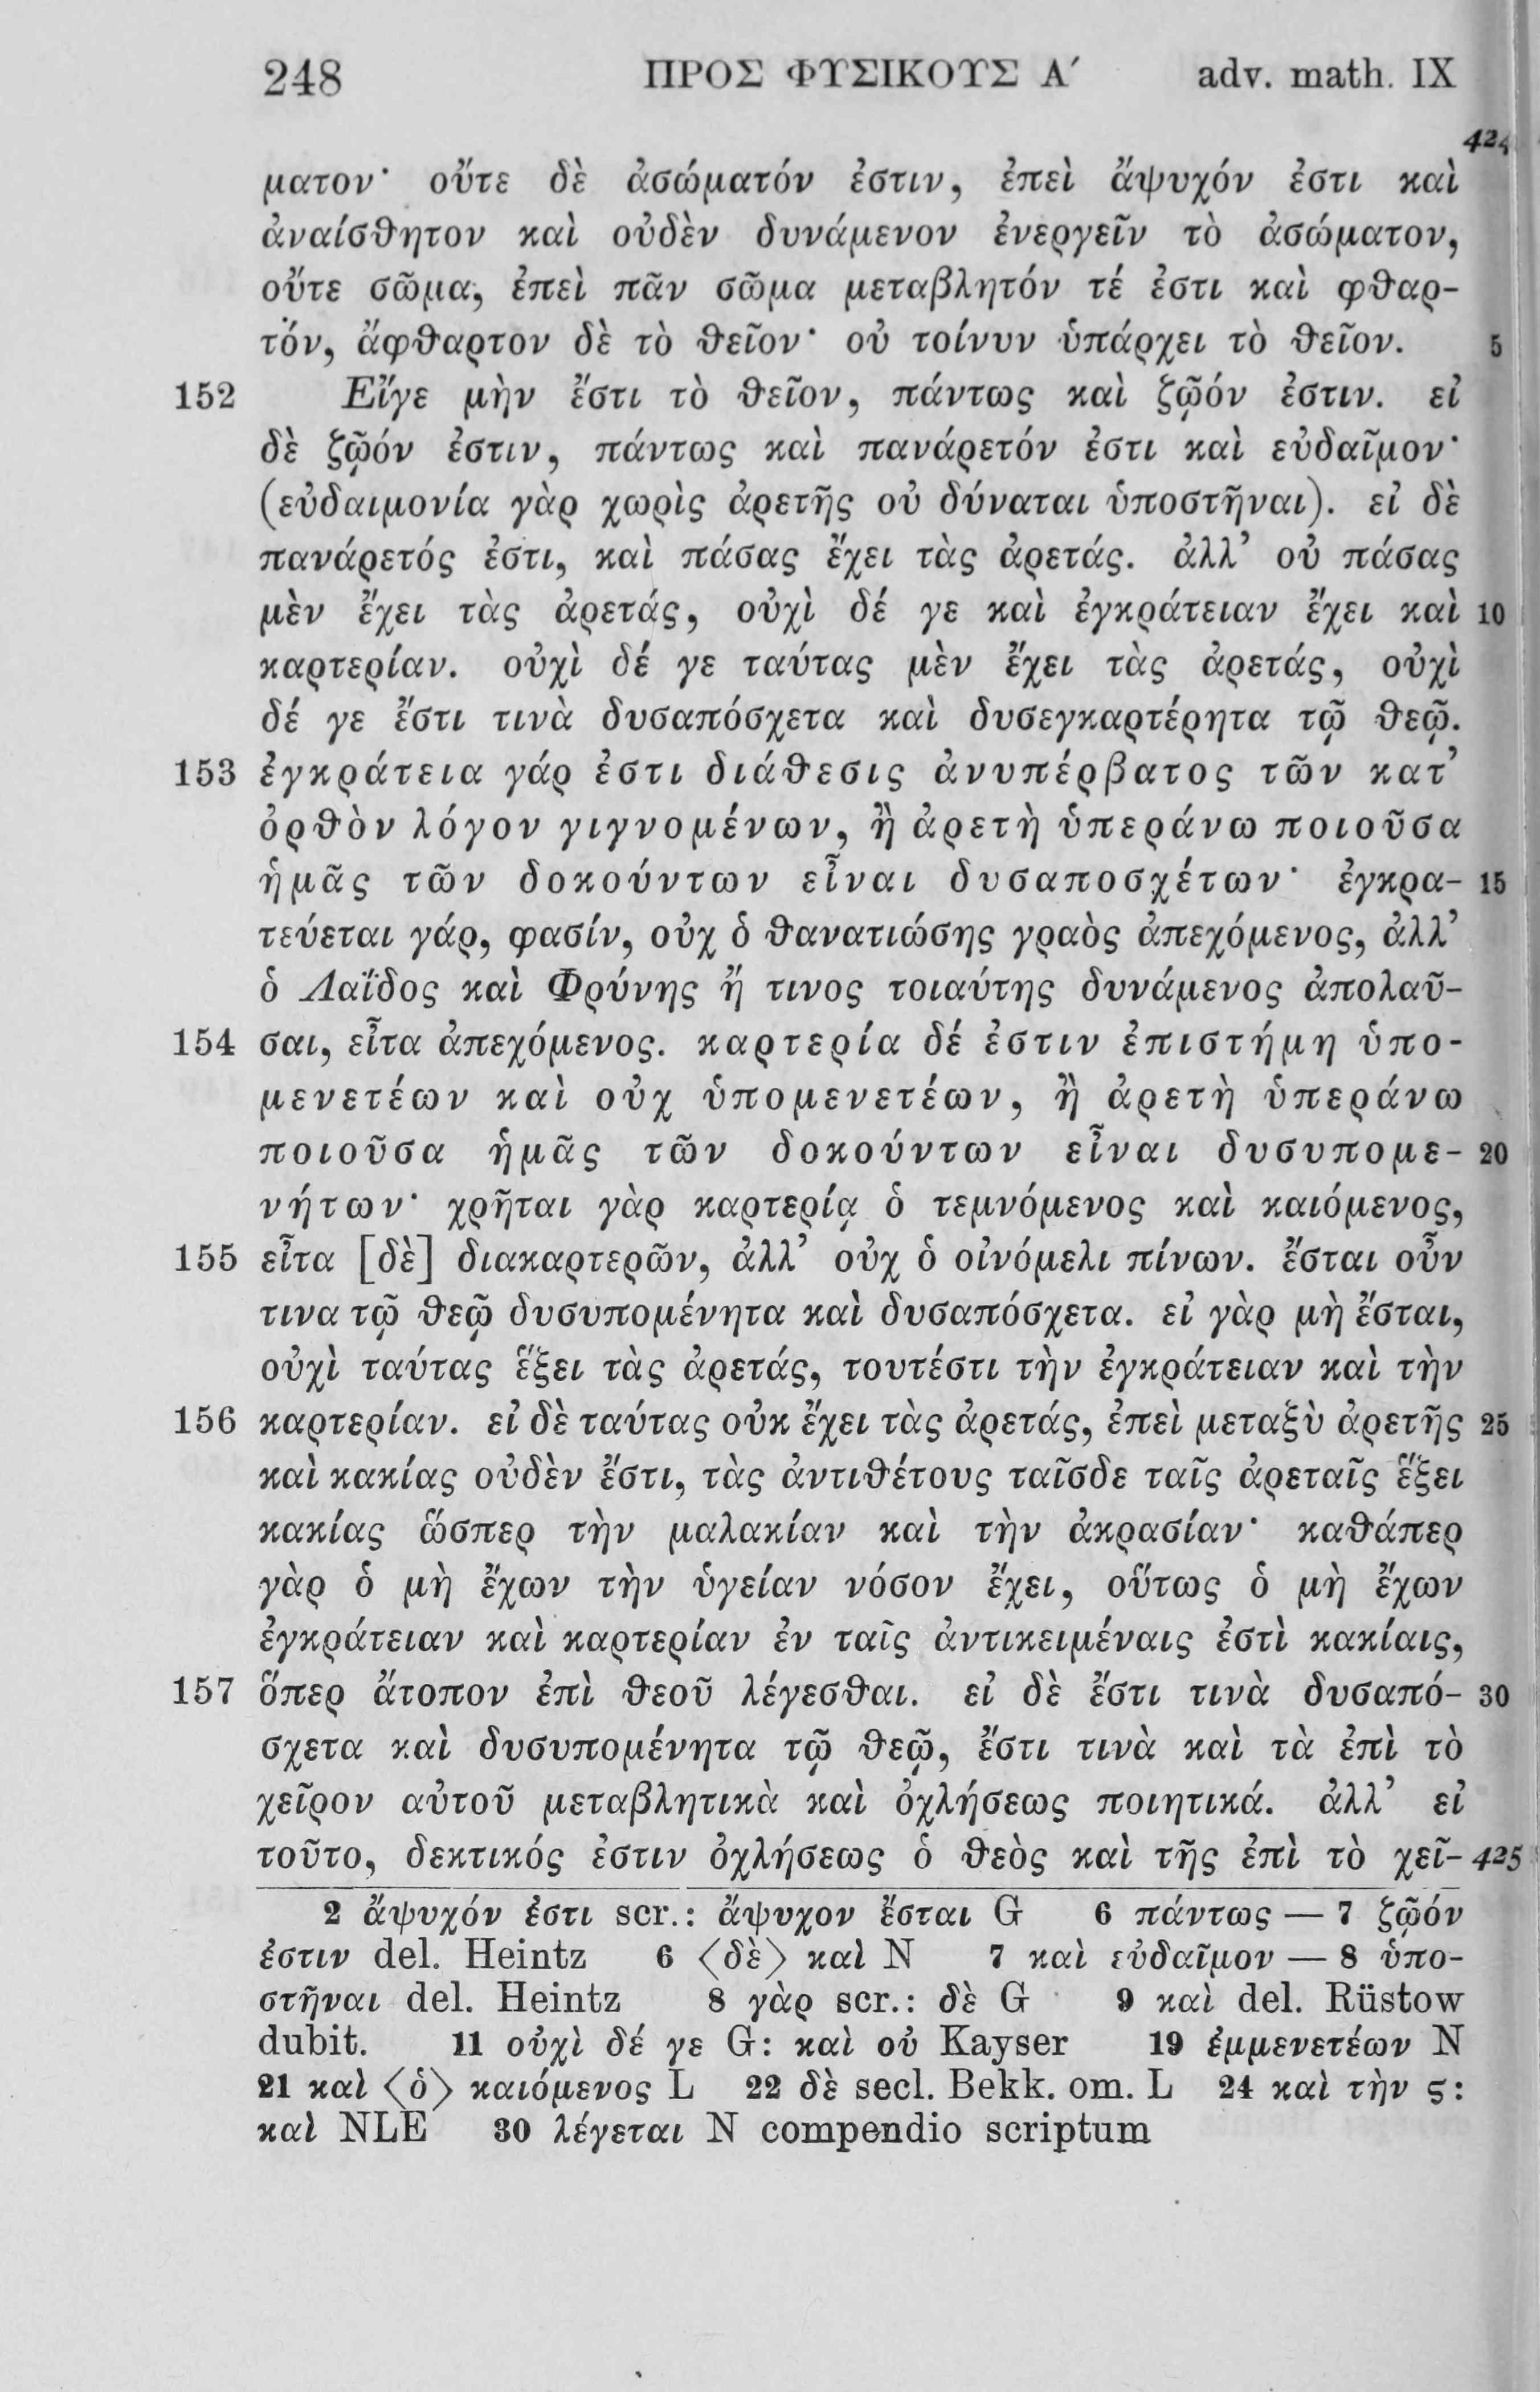 248 ΠΡΟΣ ΦΥΣΙΚΟΥΣ Α′ adv. math. IX
424
ματον· οὔτε δὲ ἀσώματόν ἐστιν, ἐπεὶ ἄψυχόν ἐστι καὶ
ἀναίσθητον καὶ οὐδὲν δυνάμενον ἐνεργεῖν τὸ ἀσώματον,
οὔτε σῶμα, ἐπεὶ πᾶν σῶμα μεταβλητόν τέ ἐστι καὶ φθαρ-
τόν, ἄφθαρτον δὲ τὸ θεῖον· οὐ τοίνυν ὑπάρχει τὸ θεῖον. 5
152 Εἴγε μὴν ἔστι τὸ θεῖον, πάντως καὶ ζῷόν ἐστιν. εἰ
δὲ ζῷόν ἐστιν, πάντως καὶ πανάρετόν ἐστι καὶ εὐδαῖμον·
(εὐδαιμονία γὰρ χωρὶς ἀρετῆς οὐ δύναται ὑποστῆναι). εἰ δὲ
πανάρετός ἐστι, καὶ πάσας ἔχει τὰς ἀρετάς. ἀλλ’ οὐ πάσας
μὲν ἔχει τὰς ἀρετάς, οὐχὶ δέ γε καὶ ἐγκράτειαν ἔχει καὶ 10
καρτερίαν. οὐχὶ δέ γε ταύτας μὲν ἔχει τὰς ἀρετάς, οὐχὶ
δέ γε ἔστι τινὰ δυσαπόσχετα καὶ δυσεγκαρτέρητα τῷ θεῷ.
153 ἐγκράτεια γάρ ἐστι διάθεσις ἀνυπέρβατος τῶν κατ’
ὀρθὸν λόγον γιγνομένων, ἢ ἀρετὴ ὑπεράνω ποιοῦσα
ἡμᾶς τῶν δοκούντων εἶναι δυσαποσχέτων· ἐγκρα- 15
τεύεται γάρ, φασίν, οὐχ ὁ θανατιώσης γραὸς ἀπεχόμενος, ἀλλ’
ὁ Λαΐδος καὶ Φρύνης ἤ τινος τοιαύτης δυνάμενος ἀπολαῦ-
154 σαι, εἶτα ἀπεχόμενος. καρτερία δέ ἐστιν ἐπιστήμη ὑπο-
μενετέων καὶ οὐχ ὑπομενετέων, ἢ ἀρετὴ ὑπεράνω
ποιοῦσα ἡμᾶς τῶν δοκούντων εἶναι δυσυπομε- 20
νήτων· χρῆται γὰρ καρτερίᾳ ὁ τεμνόμενος καὶ καιόμενος,
155 εἶτα [δὲ] διακαρτερῶν, ἀλλ’ οὐχ ὁ οἰνόμελι πίνων. ἔσται οὖν
τινα τῷ θεῷ δυσυπομένητα καὶ δυσαπόσχετα. εἰ γὰρ μὴ ἔσται,
οὐχὶ ταύτας ἕξει τὰς ἀρετάς, τουτέστι τὴν ἐγκράτειαν καὶ τὴν
156 καρτερίαν. εἰ δὲ ταύτας οὐκ ἔχει τὰς ἀρετάς, ἐπεὶ μεταξὺ ἀρετῆς 25
καὶ κακίας οὐδὲν ἔστι, τὰς ἀντιθέτους ταῖσδε ταῖς ἀρεταῖς ἕξει
κακίας ὥσπερ τὴν μαλακίαν καὶ τὴν ἀκρασίαν· καθάπερ
γὰρ ὁ μὴ ἔχων τὴν ὑγείαν νόσον ἔχει, οὕτως ὁ μὴ ἔχων
ἐγκράτειαν καὶ καρτερίαν ἐν ταῖς ἀντικειμέναις ἐστὶ κακίαις,
157 ὅπερ ἄτοπον ἐπὶ θεοῦ λέγεσθαι. εἰ δὲ ἔστι τινὰ δυσαπό- 30
σχετα καὶ δυσυπομένητα τῷ θεῷ, ἔστι τινὰ καὶ τὰ ἐπὶ τὸ
χεῖρον αὐτοῦ μεταβλητικὰ καὶ ὀχλήσεως ποιητικά. ἀλλ’ εἰ
τοῦτο, δεκτικός ἐστιν ὀχλήσεως ὁ θεὸς καὶ τῆς ἐπὶ τὸ χεῖ- 425
2 ἄψυχόν ἐστι scr.: ἄψυχον ἔσται G 6 πάντως — 7 ζῷόν
ἐστιν del. Heintz 6 〈δὲ〉 καὶ N 7 καὶ εὐδαῖμον — 8 ὑπο-
στῆναι del. Heintz 8 γὰρ scr.: δὲ G 9 καὶ del. Rüstow
dubit. 11 οὐχὶ δέ γε G: καὶ οὐ Kayser 19 ἐμμενετέων N
21 καὶ 〈ὁ〉 καιόμενος L 22 δὲ secl. Bekk. om. L 24 καὶ τὴν ς:
καὶ NLE 30 λέγεται N compendio scriptum